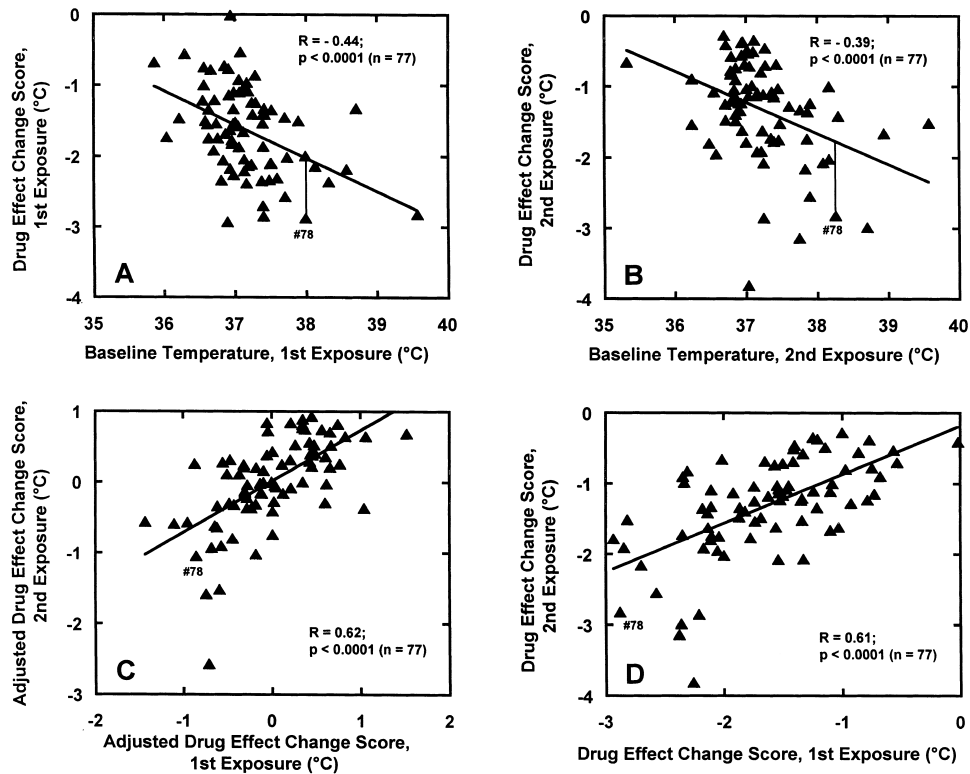 Drug Effect Change Score,
1st Exposure (°C)
0
-1
-2
-3
-4
R = - 0.44;
p < 0.0001 (n = 77)
#78
A
35
36
37
38
39
40
Baseline Temperature, 1st Exposure (°C)
Drug Effect Change Score,
2nd Exposure (°C)
0
-1
-2
-3
-4
R = - 0.39;
p < 0.0001 (n = 77)
#78
B
35
36
37
38
39
40
Baseline Temperature, 2nd Exposure (°C)
Adjusted Drug Effect Change Score,
2nd Exposure (°C)
1
0
-1
-2
-3
#78
R = 0.62;
p < 0.0001 (n = 77)
C
-2
-1
0
1
2
Adjusted Drug Effect Change Score,
1st Exposure (°C)
Drug Effect Change Score,
2nd Exposure (°C)
0
-1
-2
-3
-4
#78
R = 0.61;
p < 0.0001 (n = 77)
D
-3
-2
-1
0
Drug Effect Change Score, 1st Exposure (°C)